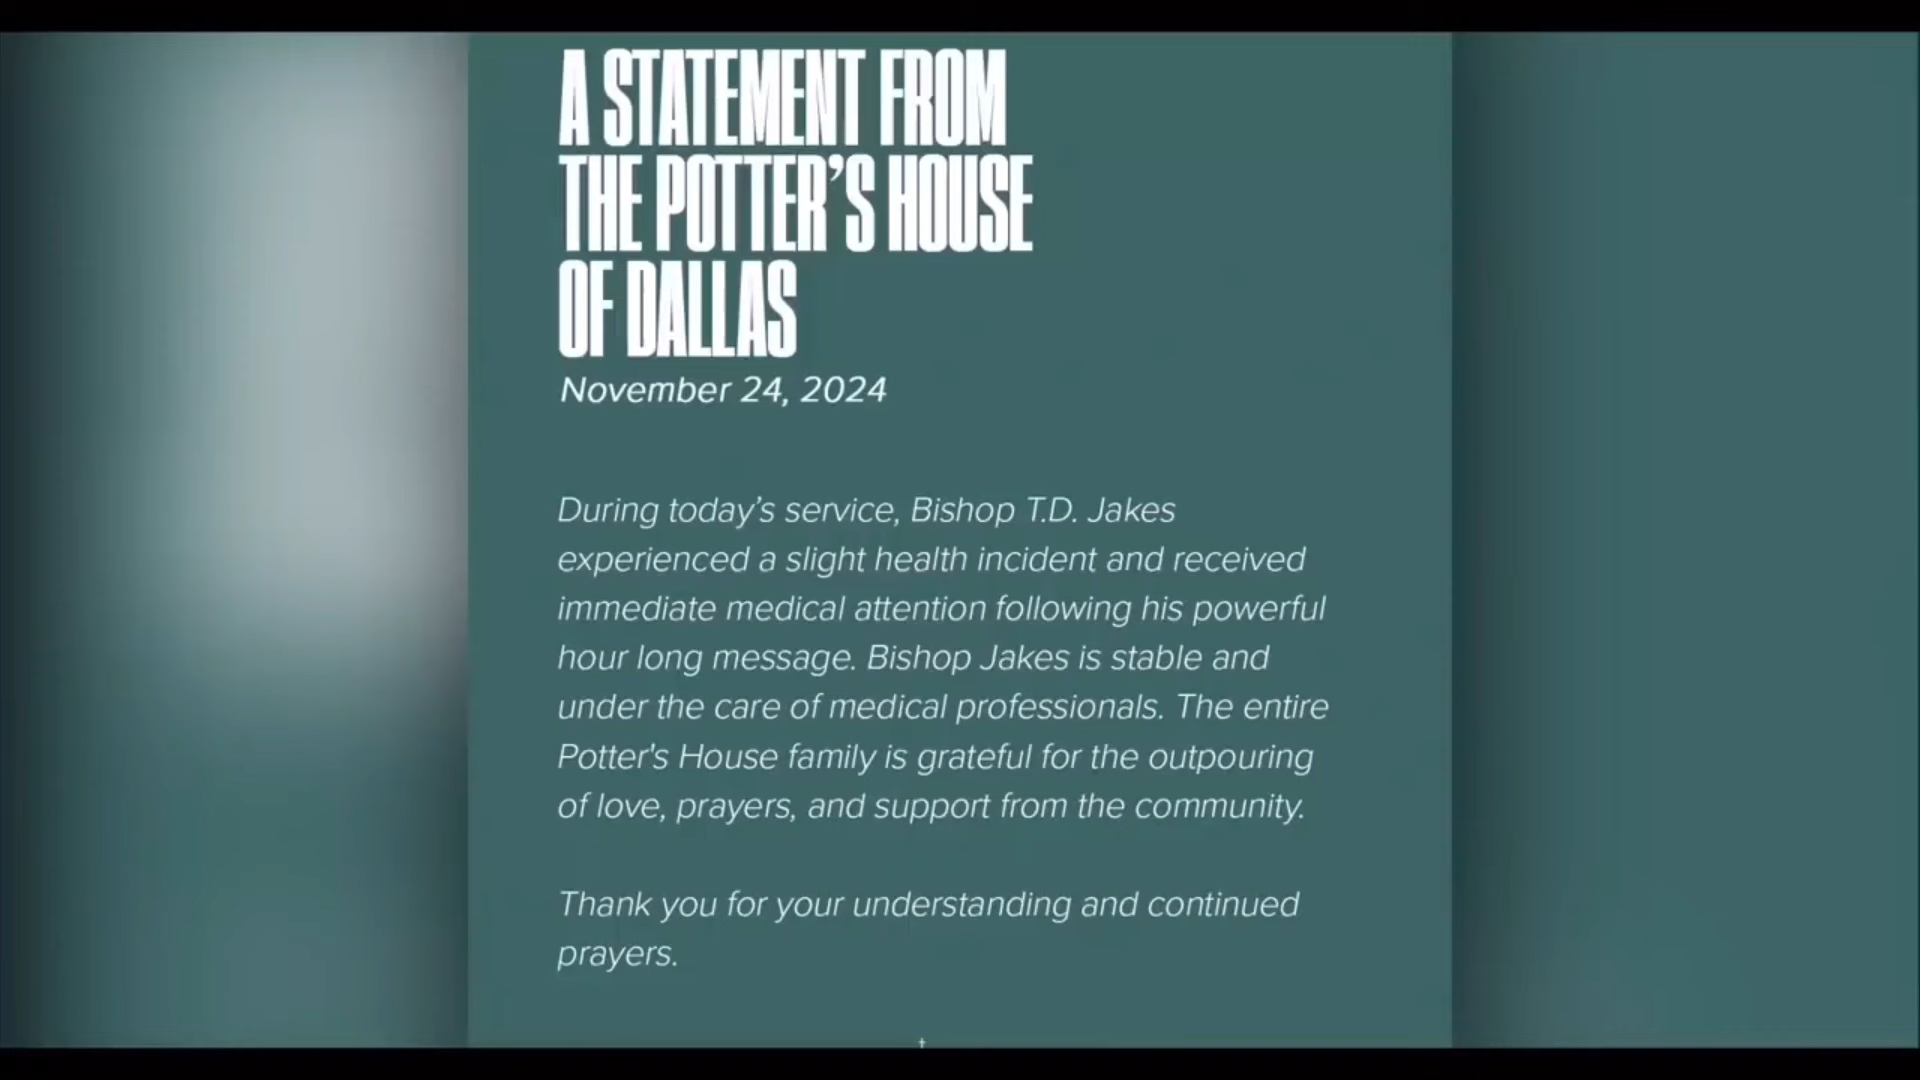 A STATEMENT FROM
THE POTTER’S HOUSE
OF DALLAS
November 24, 2024
During today’s service, Bishop T.D. Jakes
experienced a slight health incident and received
immediate medical attention following his powerful
hour long message. Bishop Jakes is stable and
under the care of medical professionals. The entire
Potter's House family is grateful for the outpouring
of love, prayers, and support from the community.
Thank you for your understanding and continued
prayers.